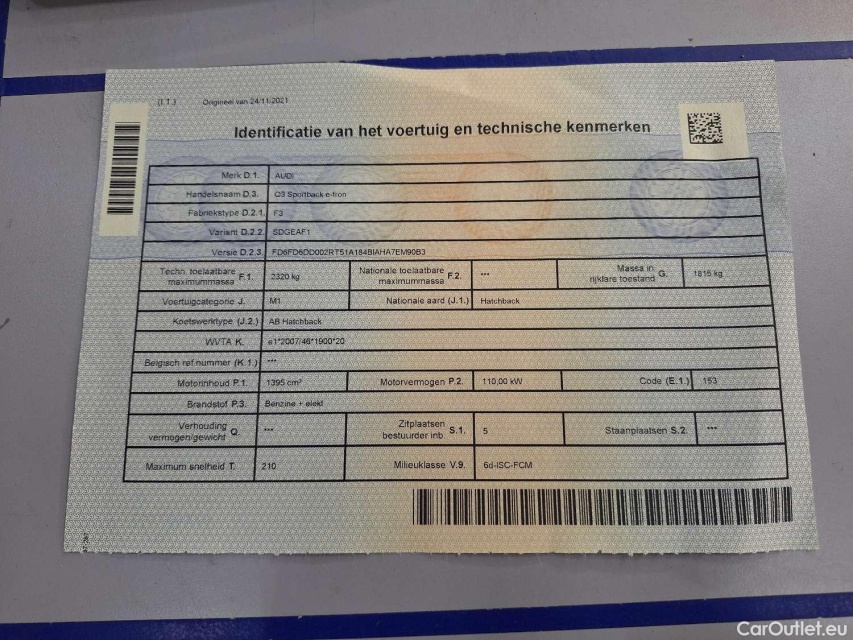 (I.1.) Origineel van 24/11/2021
Identificatie van het voertuig en technische kenmerken
Merk D.1. AUDI
Handelsnaam D.3. Q3 Sportback e-tron
Fabriekstype D.2.1. F3
Variant D.2.2. SDGEAF1
Versie D.2.3. FD6FD6DD002RT51A184BIAHA7EM90B3
Techn. toelaatbare maximummassa F.1. 2320 kg Nationale toelaatbare maximummassa F.2. *** Massa in rijklare toestand G. 1815 kg
Voertuigcategorie J. M1 Nationale aard (J.1.) Hatchback
Koetswerktype (J.2.) AB Hatchback
WVTA K. e1*2007/46*1900*20
Belgisch ref.nummer (K.1.) ***
Motorinhoud P.1. 1395 cm³ Motorvermogen P.2. 110,00 kW Code (E.1.) 153
Brandstof P.3. Benzine + elekt
Verhouding vermogen/gewicht Q. *** Zitplaatsen bestuurder inb. S.1. 5 Staanplaatsen S.2. ***
Maximum snelheid T. 210 Milieuklasse V.9. 6d-ISC-FCM
CarOutlet.eu